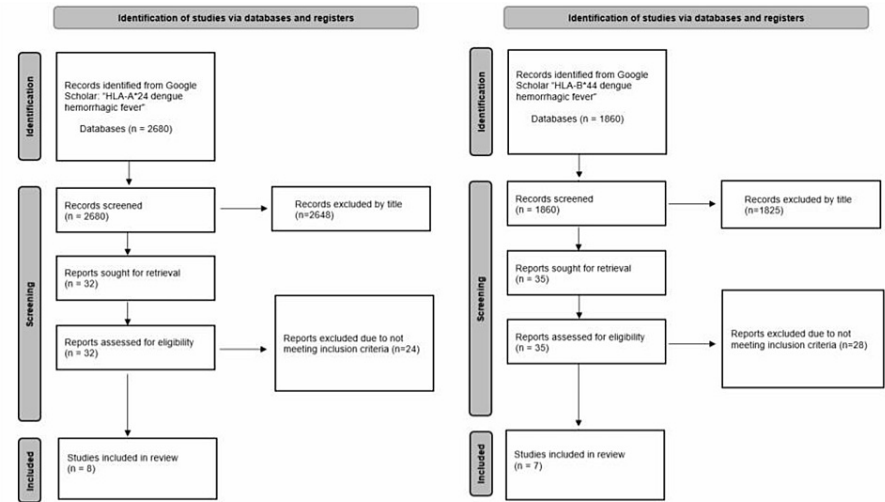 Identification of studies via databases and registers
Identification
Records identified from Google
Scholar: "HLA-A*24 dengue
hemorrhagic fever"
Databases (n = 2680)
Screening
Records screened
(n = 2680)
Records excluded by title
(n=2648)
Reports sought for retrieval
(n = 32)
Reports assessed for eligibility
(n = 32)
Reports excluded due to not
meeting inclusion criteria (n=24)
Included
Studies included in review
(n = 8)
Identification of studies via databases and registers
Identification
Records identified from Google
Scholar "HLA-B*44 dengue
hemorrhagic fever"
Databases (n = 1860)
Screening
Records screened
(n = 1860)
Records excluded by title
(n=1825)
Reports sought for retrieval
(n = 35)
Reports assessed for eligibility
(n = 35)
Reports excluded due to not
meeting inclusion criteria (n=28)
Included
Studies included in review
(n = 7)